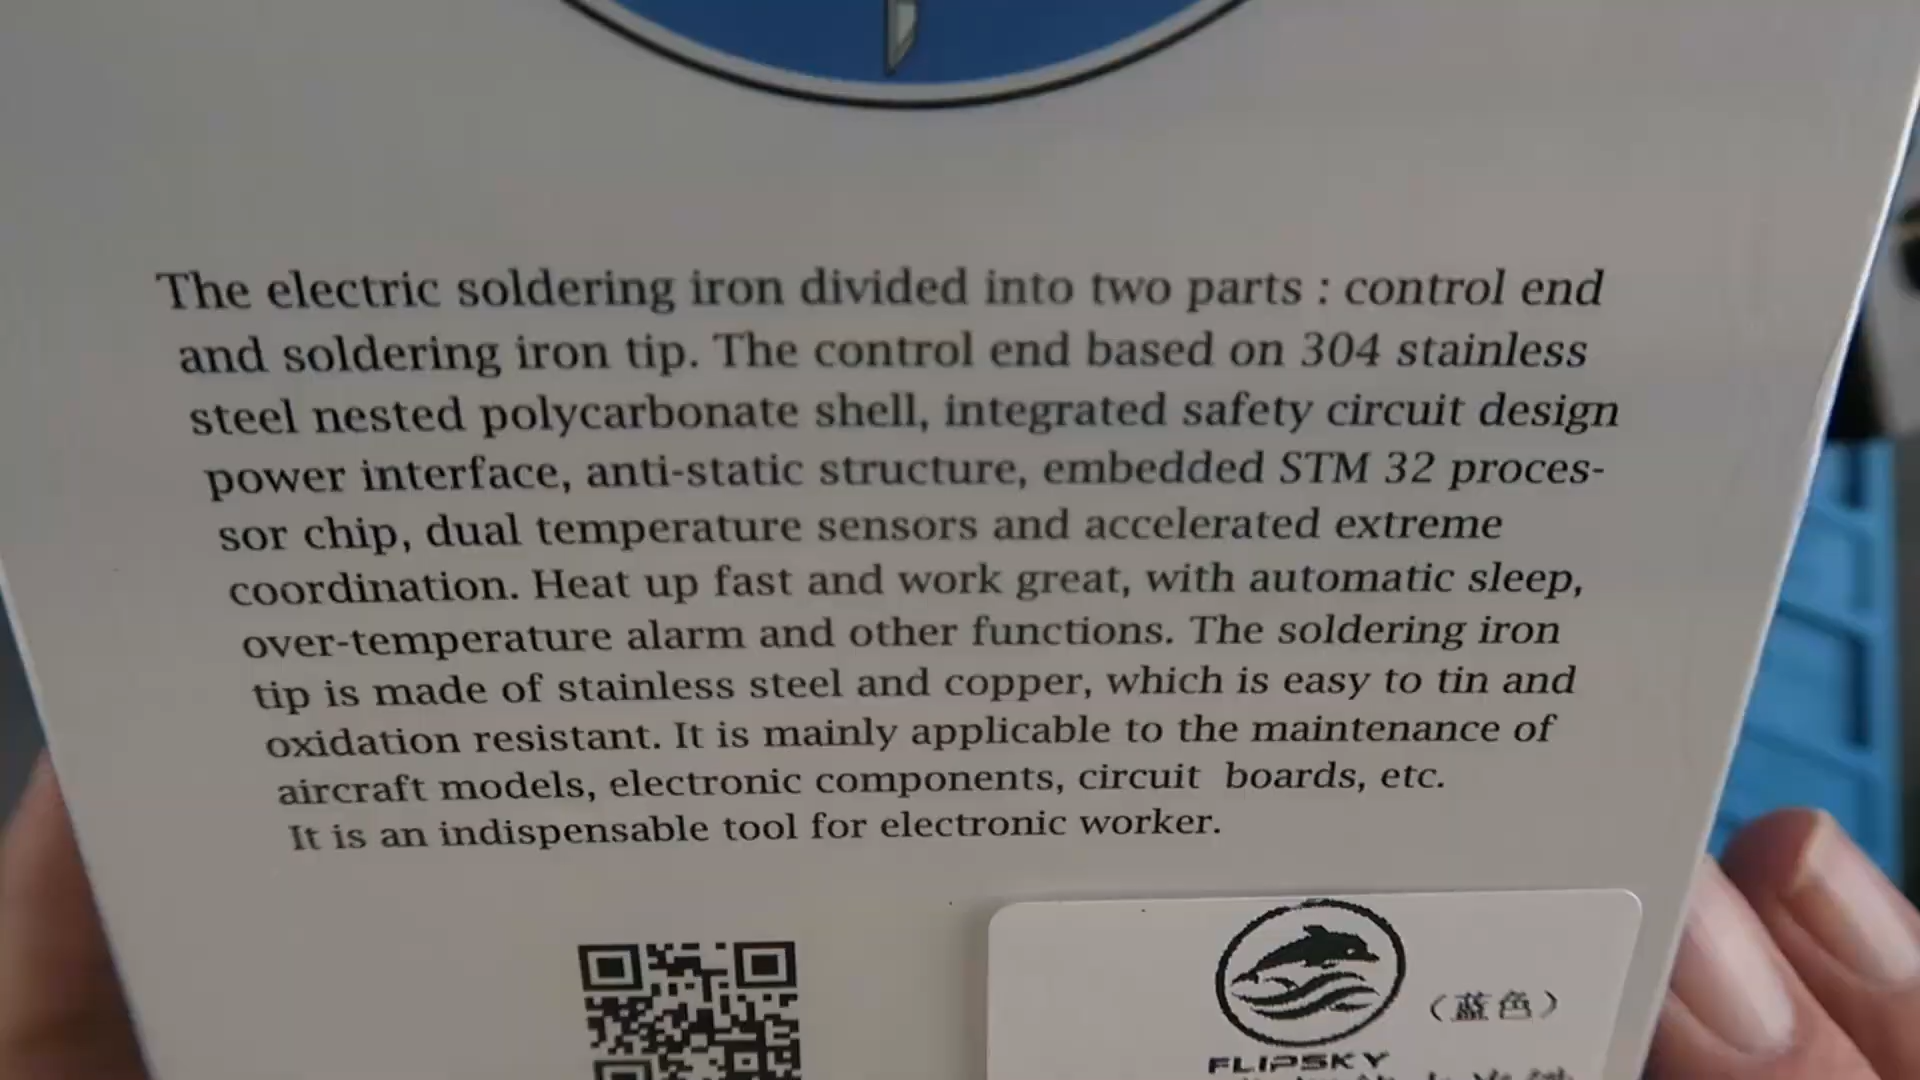 The electric soldering iron divided into two parts : control end
and soldering iron tip. The control end based on 304 stainless
steel nested polycarbonate shell, integrated safety circuit design
power interface, anti-static structure, embedded STM 32 proces-
sor chip, dual temperature sensors and accelerated extreme
coordination. Heat up fast and work great, with automatic sleep,
over-temperature alarm and other functions. The soldering iron
tip is made of stainless steel and copper, which is easy to tin and
oxidation resistant. It is mainly applicable to the maintenance of
aircraft models, electronic components, circuit boards, etc.
It is an indispensable tool for electronic worker.
（蓝色）
FLIPSKY